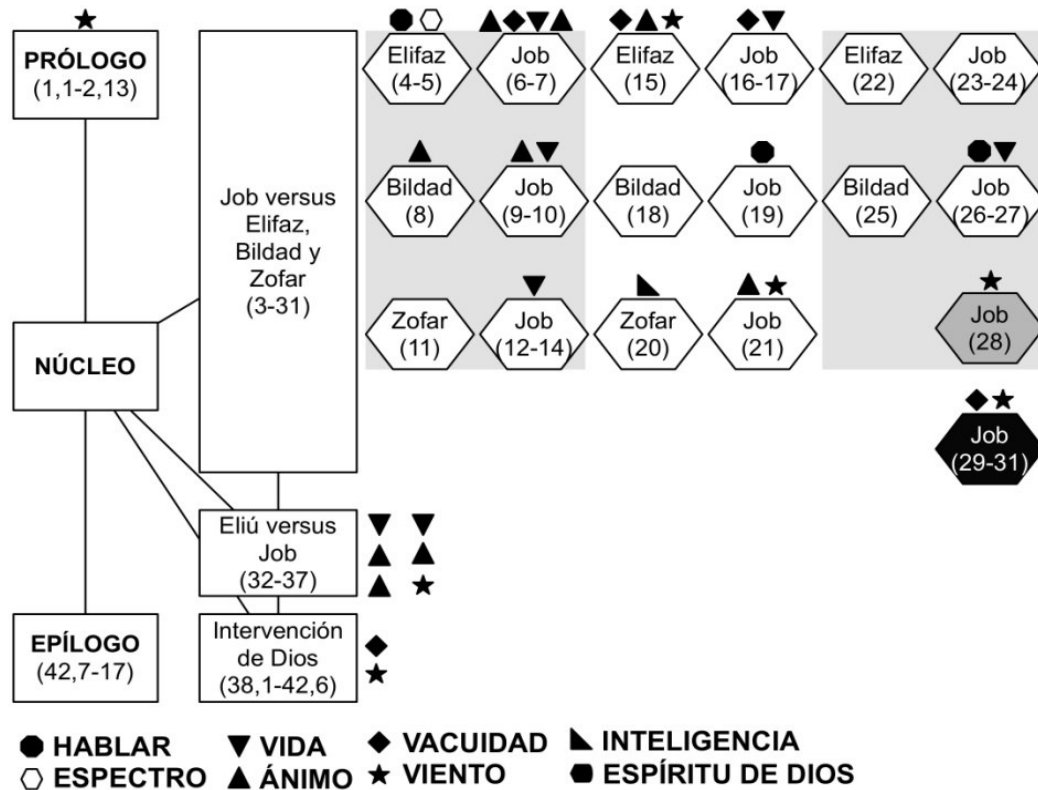 PRÓLOGO
(1,1-2,13)
NÚCLEO
EPÍLOGO
(42,7-17)
Job versus
Elifaz,
Bildad y
Zofar
(3-31)
Eliú versus
Job
(32-37)
Intervención
de Dios
(38,1-42,6)
Elifaz
(4-5)
Job
(6-7)
Elifaz
(15)
Job
(16-17)
Elifaz
(22)
Job
(23-24)
Bildad
(8)
Job
(9-10)
Bildad
(18)
Job
(19)
Bildad
(25)
Job
(26-27)
Zofar
(11)
Job
(12-14)
Zofar
(20)
Job
(21)
Job
(28)
Job
(29-31)
HABLAR
VIDA
VACUIDAD
INTELIGENCIA
ESPECTRO
ÁNIMO
VIENTO
ESPÍRITU DE DIOS